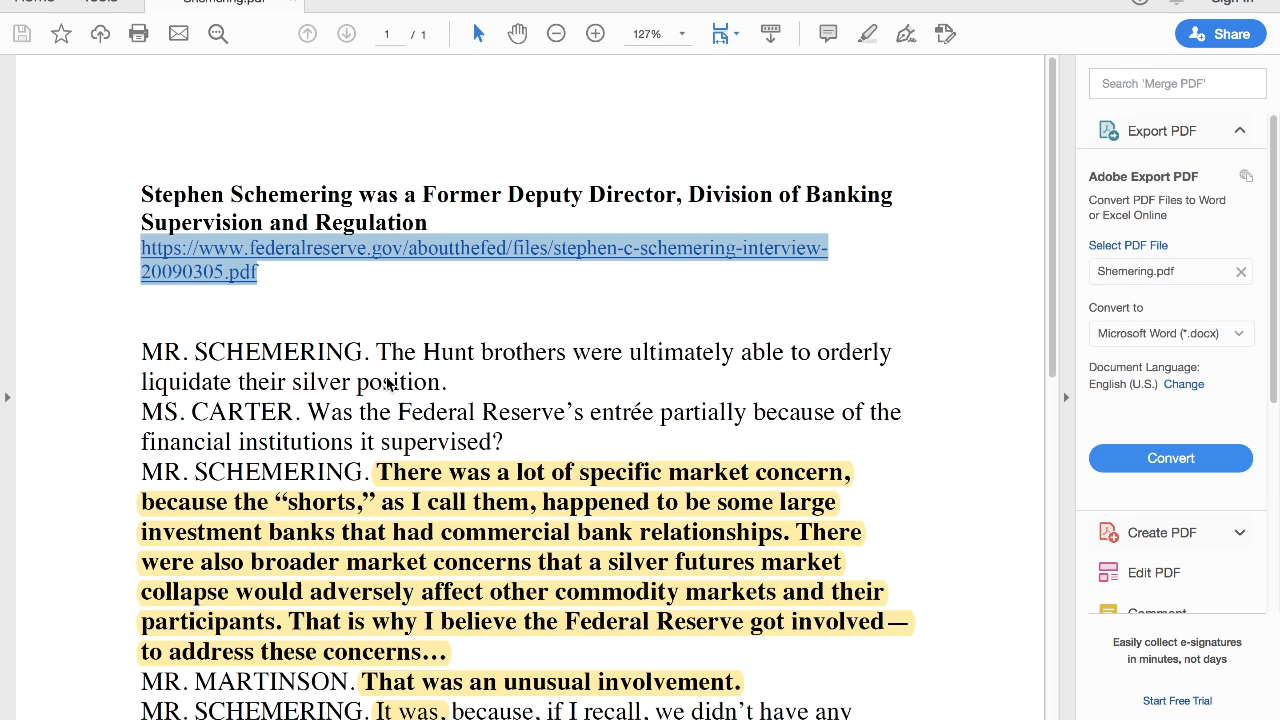 Shemering.pdf
Sign In
1 / 1
127%
Share
Search 'Merge PDF'
Export PDF
Adobe Export PDF
Convert PDF Files to Word
or Excel Online
Select PDF File
Shemering.pdf
Convert to
Microsoft Word (*.docx)
Document Language:
English (U.S.) Change
Convert
Create PDF
Edit PDF
Comment
Easily collect e-signatures
in minutes, not days
Start Free Trial
Stephen Schemering was a Former Deputy Director, Division of Banking
Supervision and Regulation
https://www.federalreserve.gov/aboutthefed/files/stephen-c-schemering-interview-
20090305.pdf
MR. SCHEMERING. The Hunt brothers were ultimately able to orderly
liquidate their silver position.
MS. CARTER. Was the Federal Reserve's entrée partially because of the
financial institutions it supervised?
MR. SCHEMERING. There was a lot of specific market concern,
because the “shorts,” as I call them, happened to be some large
investment banks that had commercial bank relationships. There
were also broader market concerns that a silver futures market
collapse would adversely affect other commodity markets and their
participants. That is why I believe the Federal Reserve got involved—
to address these concerns…
MR. MARTINSON. That was an unusual involvement.
MR. SCHEMERING. It was, because, if I recall, we didn't have any